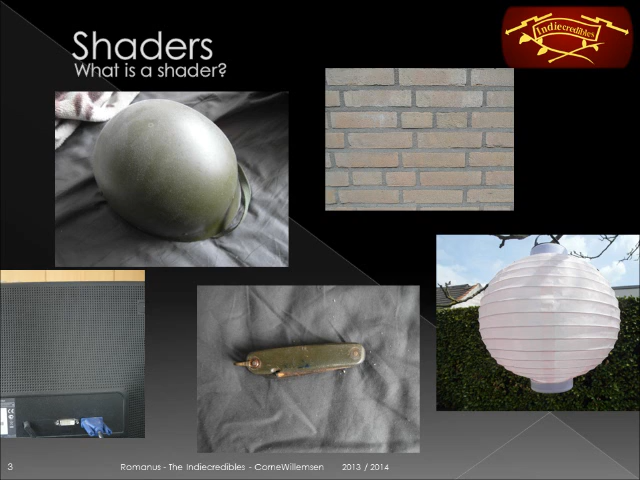 Indiecredibles
Shaders
What is a shader?
3 Romanus - The Indiecredibles - CorneWillemsen 2013 / 2014